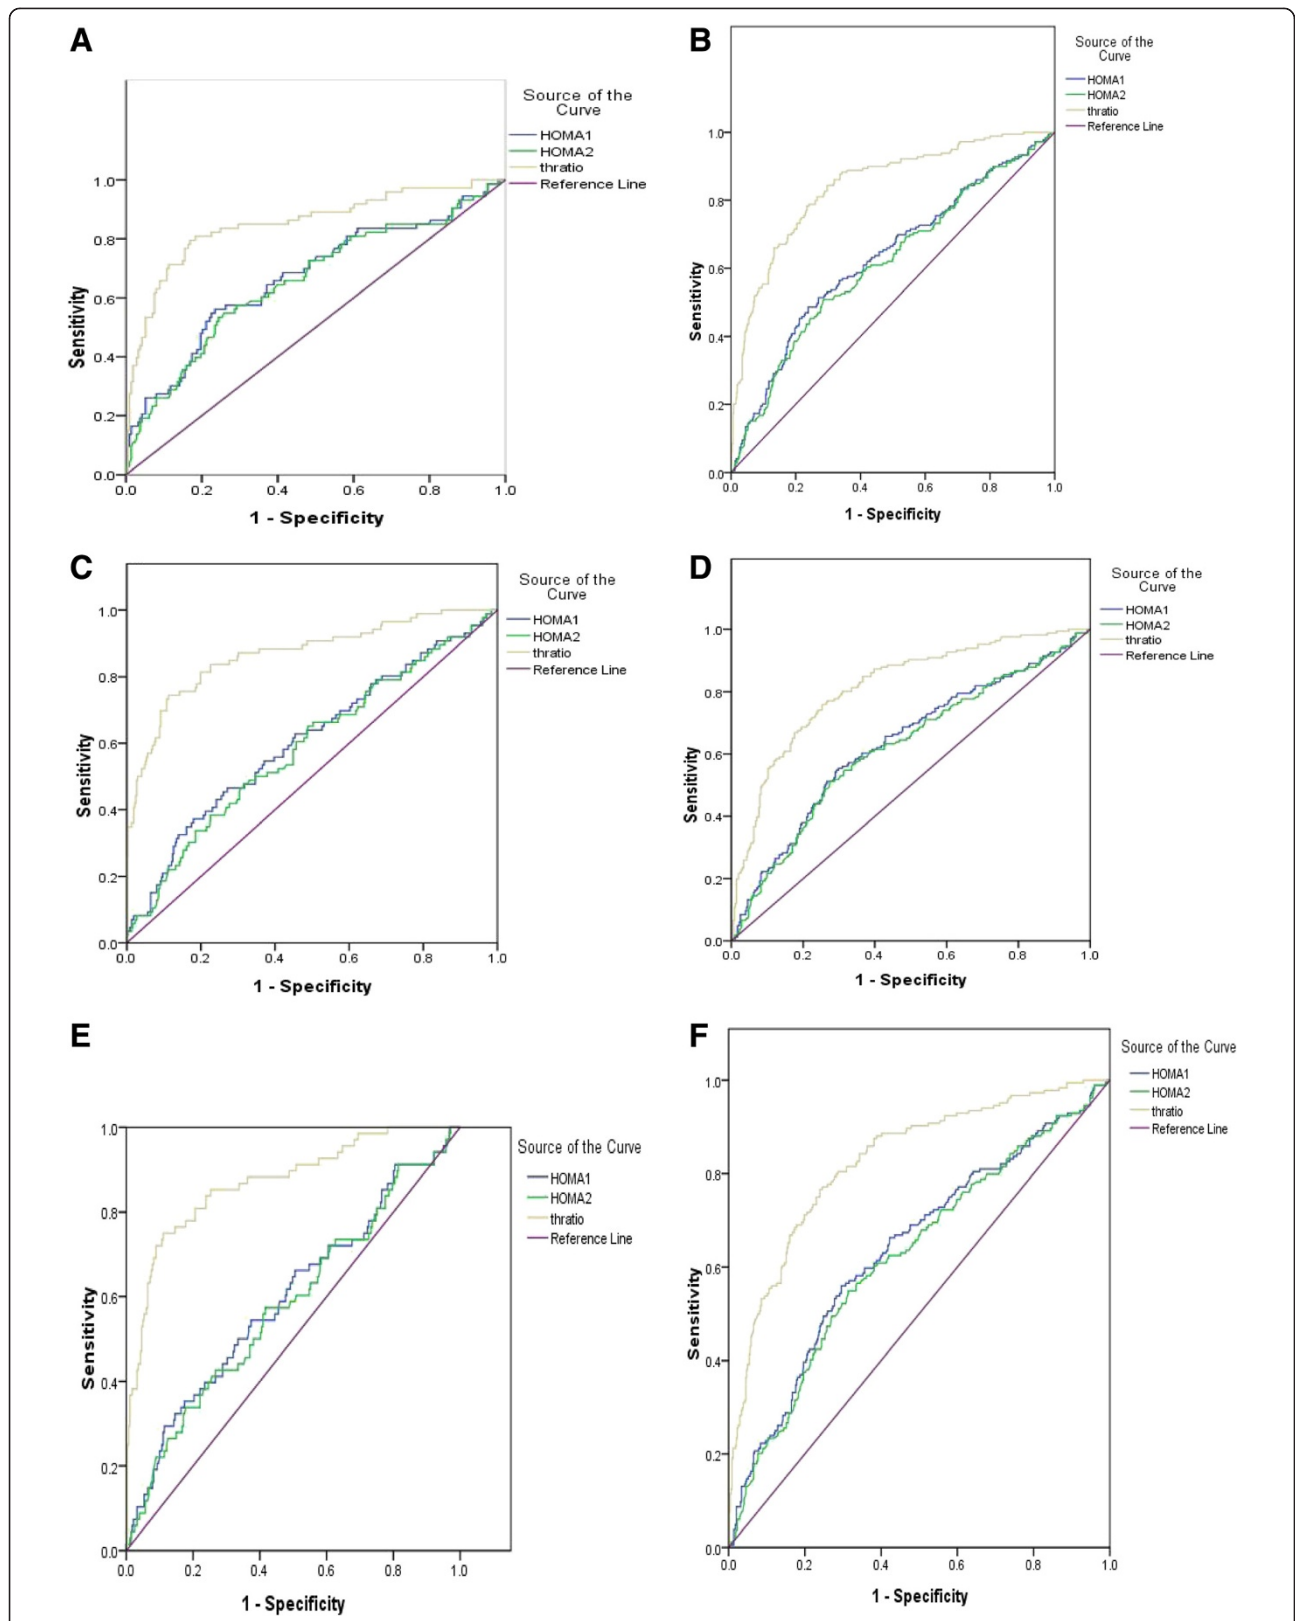 A
Source of the
Curve
HOMA1
HOMA2
thratio
Reference Line
1.0
0.8
0.6
0.4
0.2
0.0
Sensitivity
0.0 0.2 0.4 0.6 0.8 1.0
1 - Specificity
B
Source of the
Curve
HOMA1
HOMA2
thratio
Reference Line
1.0
0.8
0.6
0.4
0.2
0.0
Sensitivity
0.0 0.2 0.4 0.6 0.8 1.0
1 - Specificity
C
Source of the
Curve
HOMA1
HOMA2
thratio
Reference Line
1.0
0.8
0.6
0.4
0.2
0.0
Sensitivity
0.0 0.2 0.4 0.6 0.8 1.0
1 - Specificity
D
Source of the
Curve
HOMA1
HOMA2
thratio
Reference Line
1.0
0.8
0.6
0.4
0.2
0.0
Sensitivity
0.0 0.2 0.4 0.6 0.8 1.0
1 - Specificity
E
Source of the Curve
HOMA1
HOMA2
thratio
Reference Line
1.0
0.8
0.6
0.4
0.2
0.0
Sensitivity
0.0 0.2 0.4 0.6 0.8 1.0
1 - Specificity
F
Source of the Curve
HOMA1
HOMA2
thratio
Reference Line
1.0
0.8
0.6
0.4
0.2
0.0
Sensitivity
0.0 0.2 0.4 0.6 0.8 1.0
1 - Specificity